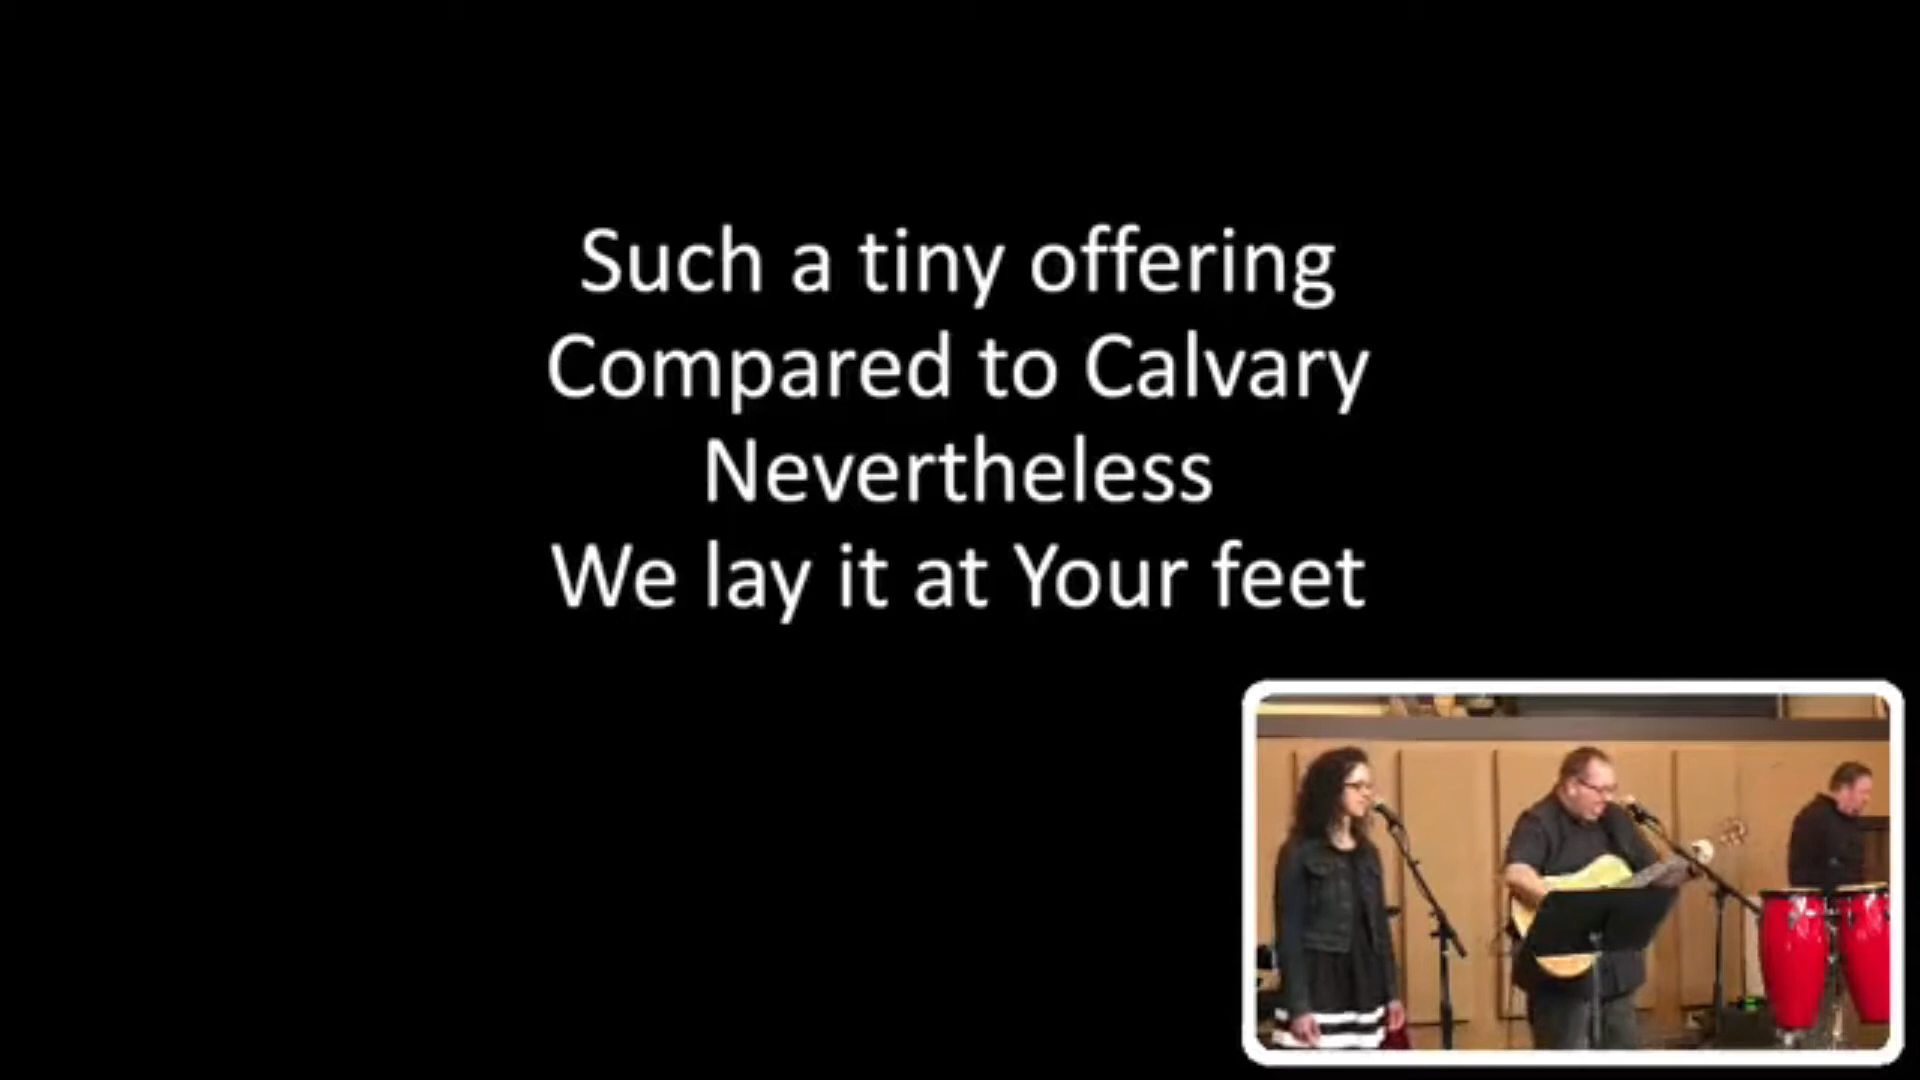 Such a tiny offering
Compared to Calvary
Nevertheless
We lay it at Your feet